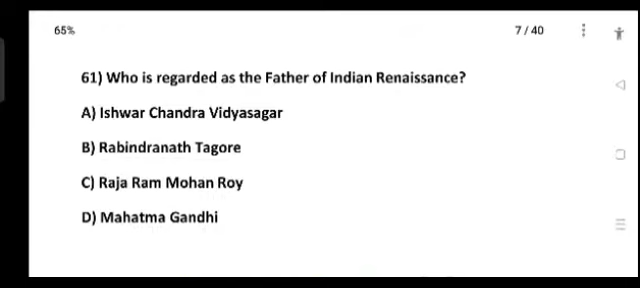 65%
7/40
61) Who is regarded as the Father of Indian Renaissance?
A) Ishwar Chandra Vidyasagar
B) Rabindranath Tagore
C) Raja Ram Mohan Roy
D) Mahatma Gandhi